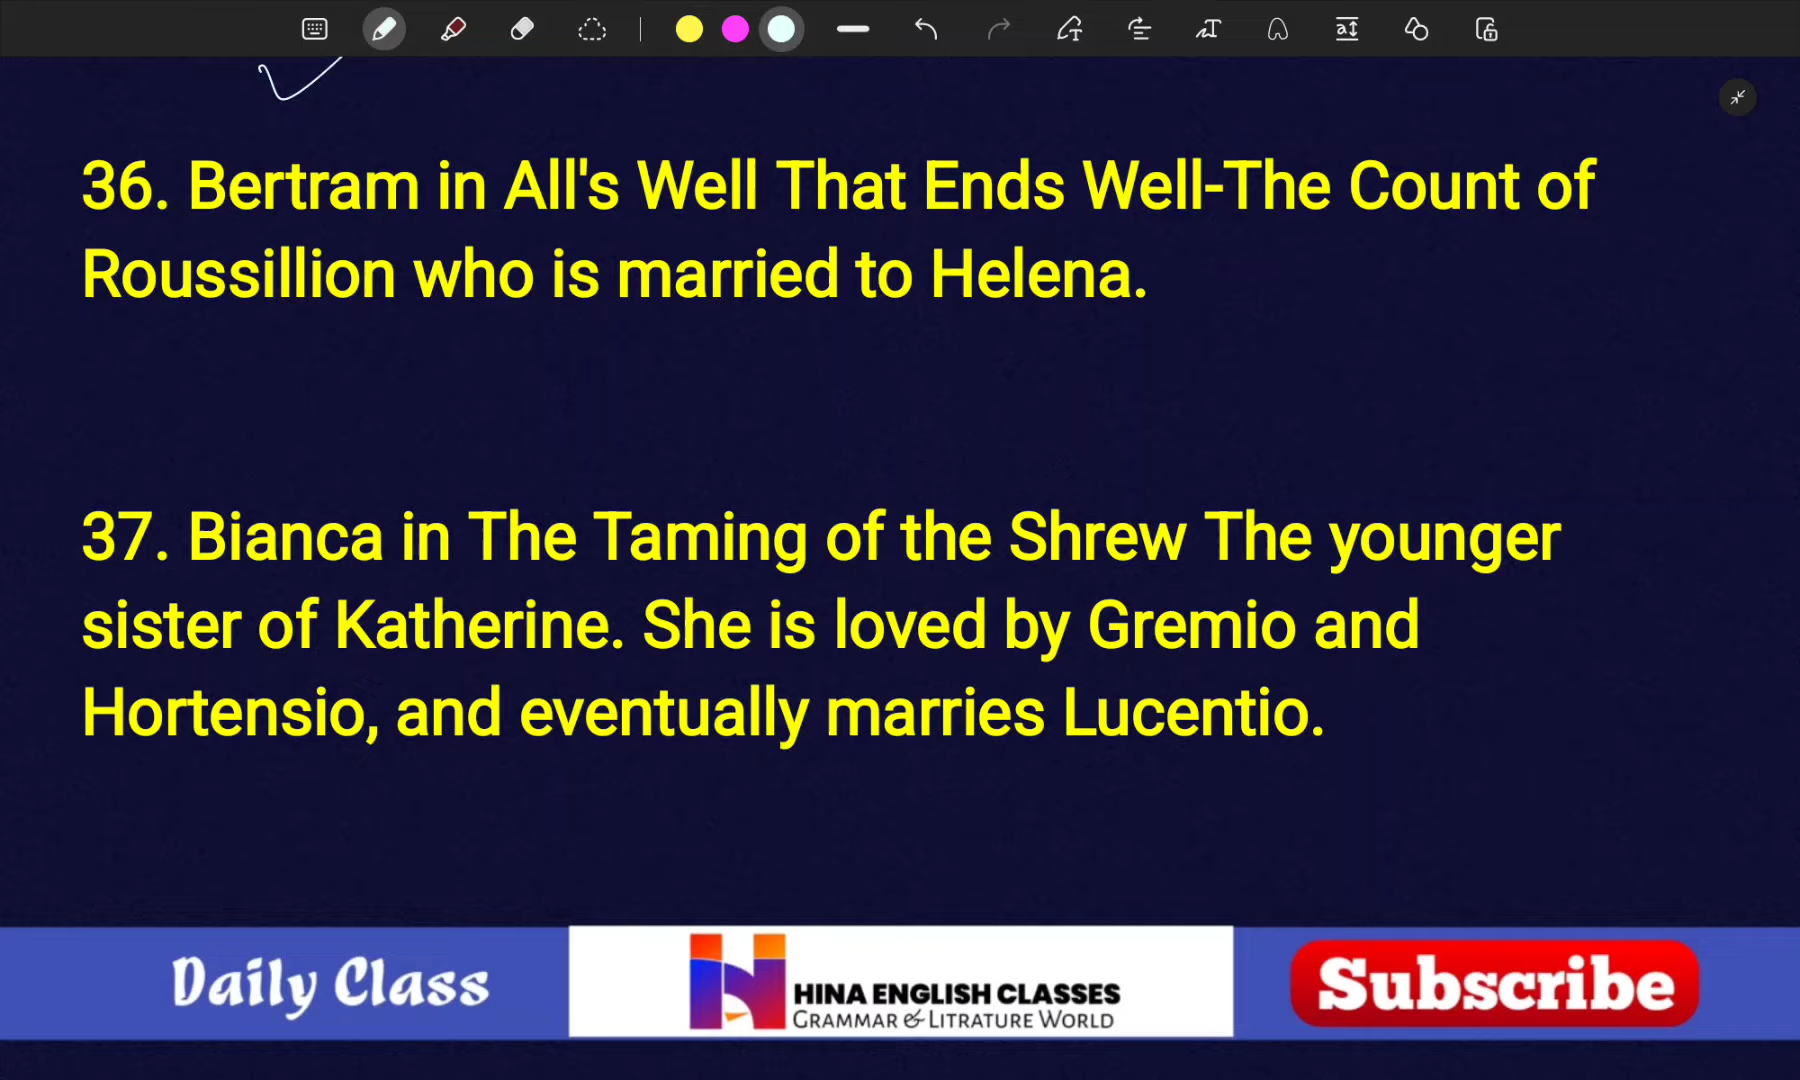 36. Bertram in All's Well That Ends Well-The Count of
Roussillion who is married to Helena.
37. Bianca in The Taming of the Shrew The younger
sister of Katherine. She is loved by Gremio and
Hortensio, and eventually marries Lucentio.
Daily Class
HINA ENGLISH CLASSES
GRAMMAR & LITRATURE WORLD
Subscribe